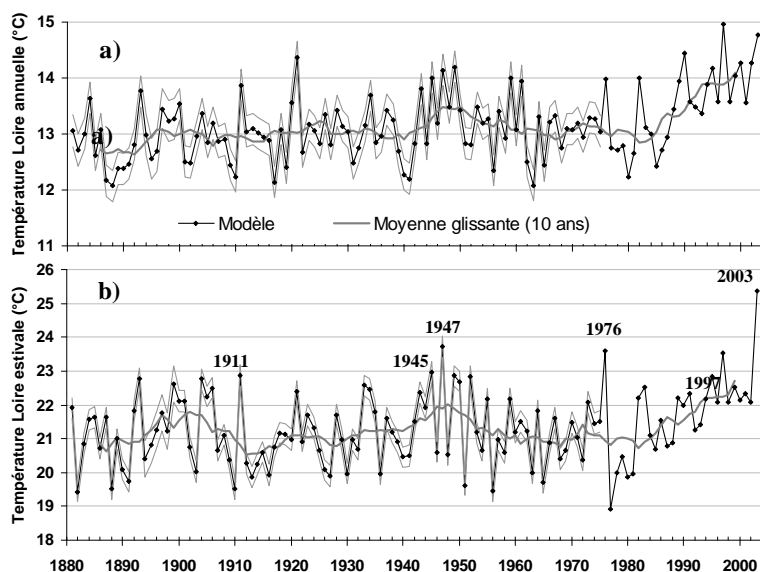 Température Loire annuelle (°C)
15
14
13
12
11
a)
a)
Modèle
Moyenne glissante (10 ans)
Température Loire estivale (°C)
26
25
24
23
22
21
20
19
18
b)
1911
1945
1947
1976
1997
2003
1880 1890 1900 1910 1920 1930 1940 1950 1960 1970 1980 1990 2000